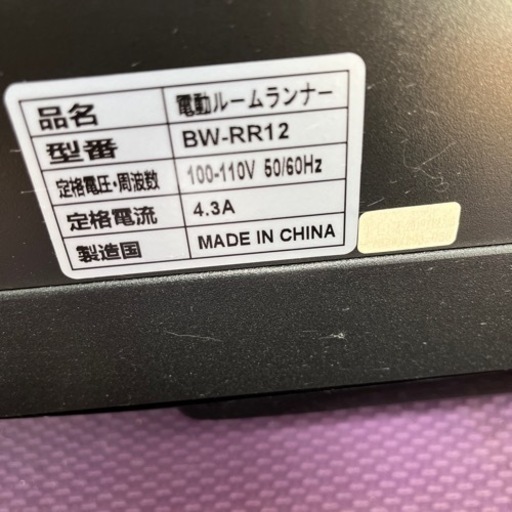 品名 電動ルームランナー
型番 BW-RR12
定格電圧・周波数 100-110V 50/60Hz
定格電流 4.3A
製造国 MADE IN CHINA